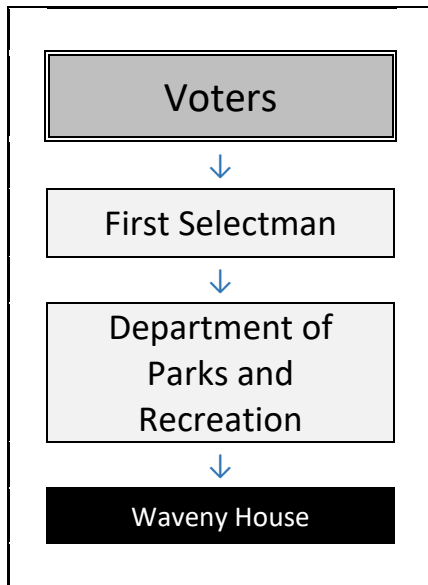 Voters
↓
First Selectman
↓
Department of
Parks and
Recreation
↓
Waveny House